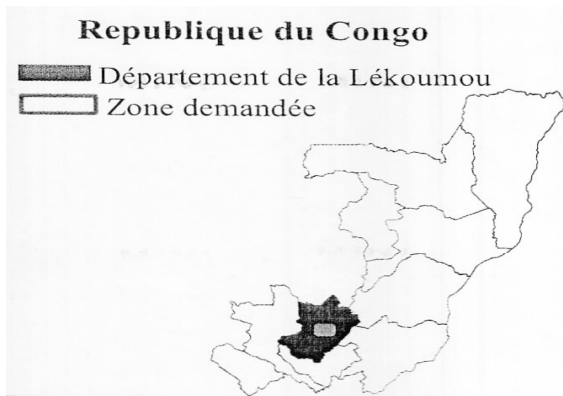 Republique du Congo
Département de la Lékoumou
Zone demandée